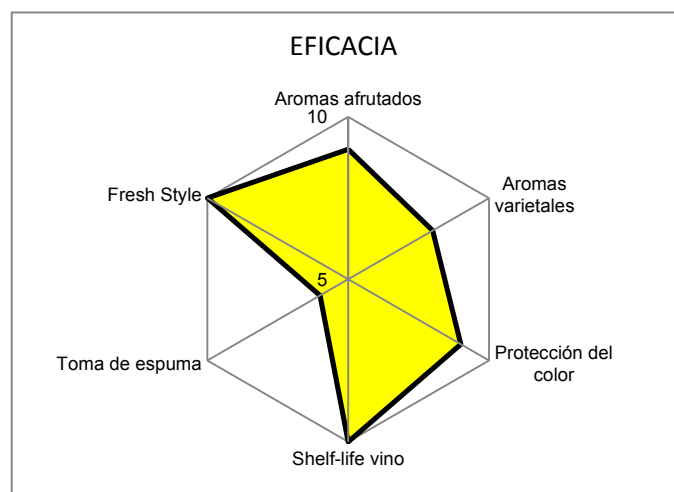 EFICACIA
Aromas afrutados
10
Aromas
varietales
Fresh Style
5
Toma de espuma
Protección del
color
Shelf-life vino